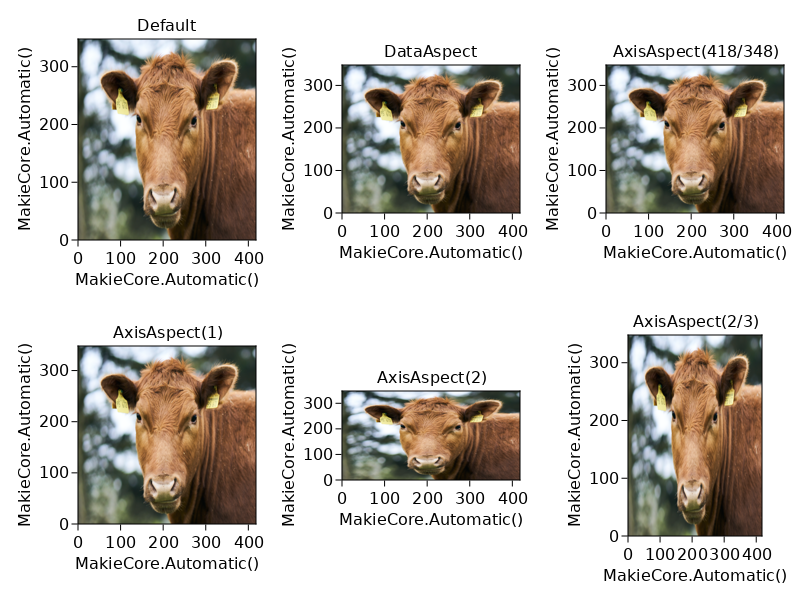 Default
MakieCore.Automatic()
300
200
100
0
0 100 200 300 400
MakieCore.Automatic()
DataAspect
MakieCore.Automatic()
300
200
100
0
0 100 200 300 400
MakieCore.Automatic()
AxisAspect(418/348)
MakieCore.Automatic()
300
200
100
0
0 100 200 300 400
MakieCore.Automatic()
AxisAspect(1)
MakieCore.Automatic()
300
200
100
0
0 100 200 300 400
MakieCore.Automatic()
AxisAspect(2)
MakieCore.Automatic()
300
200
100
0
0 100 200 300 400
MakieCore.Automatic()
AxisAspect(2/3)
MakieCore.Automatic()
300
200
100
0
0 100 200 300 400
MakieCore.Automatic()